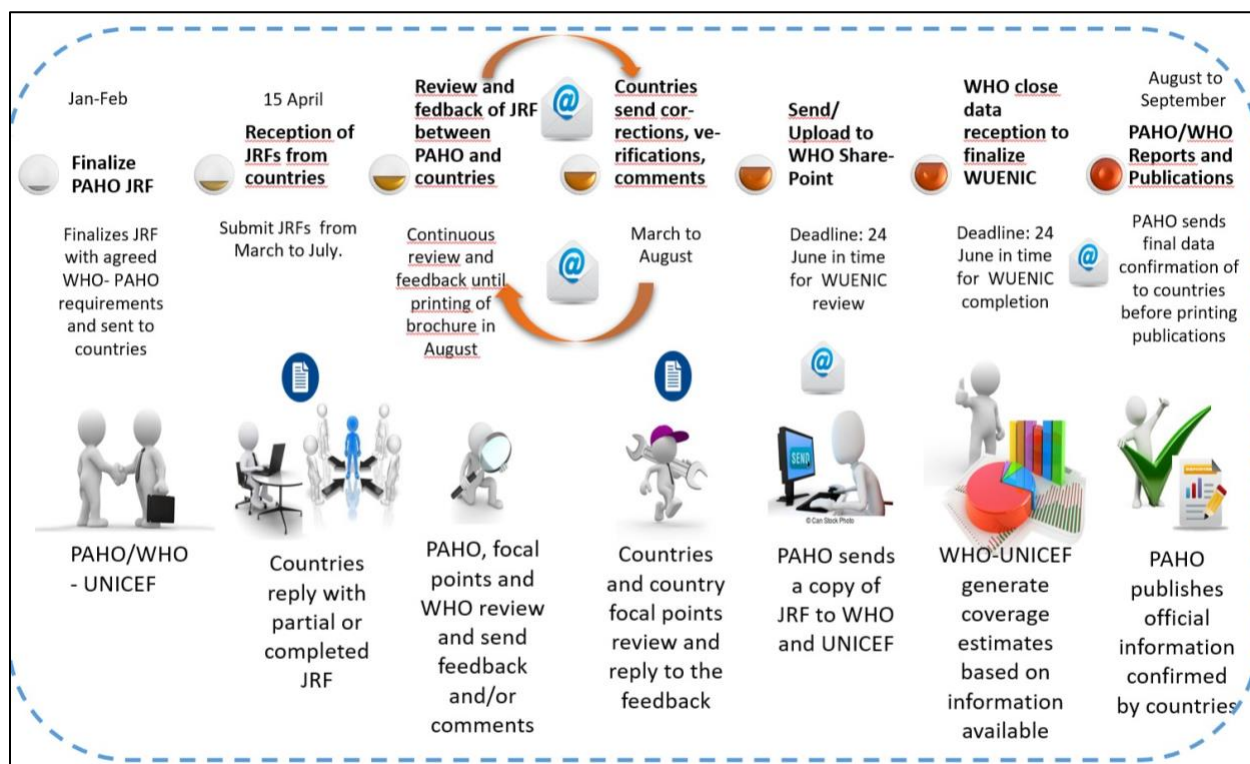 Jan-Feb
Finalize
PAHO JRF
Finalizes JRF
with agreed
WHO- PAHO
requirements
and sent to
countries
PAHO/WHO
- UNICEF
15 April
Reception of
JRFs from
countries
Submit JRFs from
March to July.
Countries
reply with
partial or
completed
JRF
Review and
fedback of JRF
between
PAHO and
countries
Continuous
review and
feedback until
printing of
brochure in
August
PAHO, focal
points and
WHO review
and send
feedback
and/or
comments
@
@
Countries
send cor-
rections, ve-
rifications,
comments
March to
August
Countries
and country
focal points
review and
reply to the
feedback
Send/
Upload to
WHO Share-
Point
Deadline: 24
June in time
for WUENIC
review
@
SEND
© Can Stock Photo
PAHO sends
a copy of
JRF to WHO
and UNICEF
WHO close
data
reception to
finalize
WUENIC
Deadline: 24
June in time
for WUENIC
completion
@
WHO-UNICEF
generate
coverage
estimates
based on
information
available
August to
September
PAHO/WHO
Reports and
Publications
PAHO sends
final data
confirmation of
to countries
before printing
publications
PAHO
publishes
official
information
confirmed
by countries